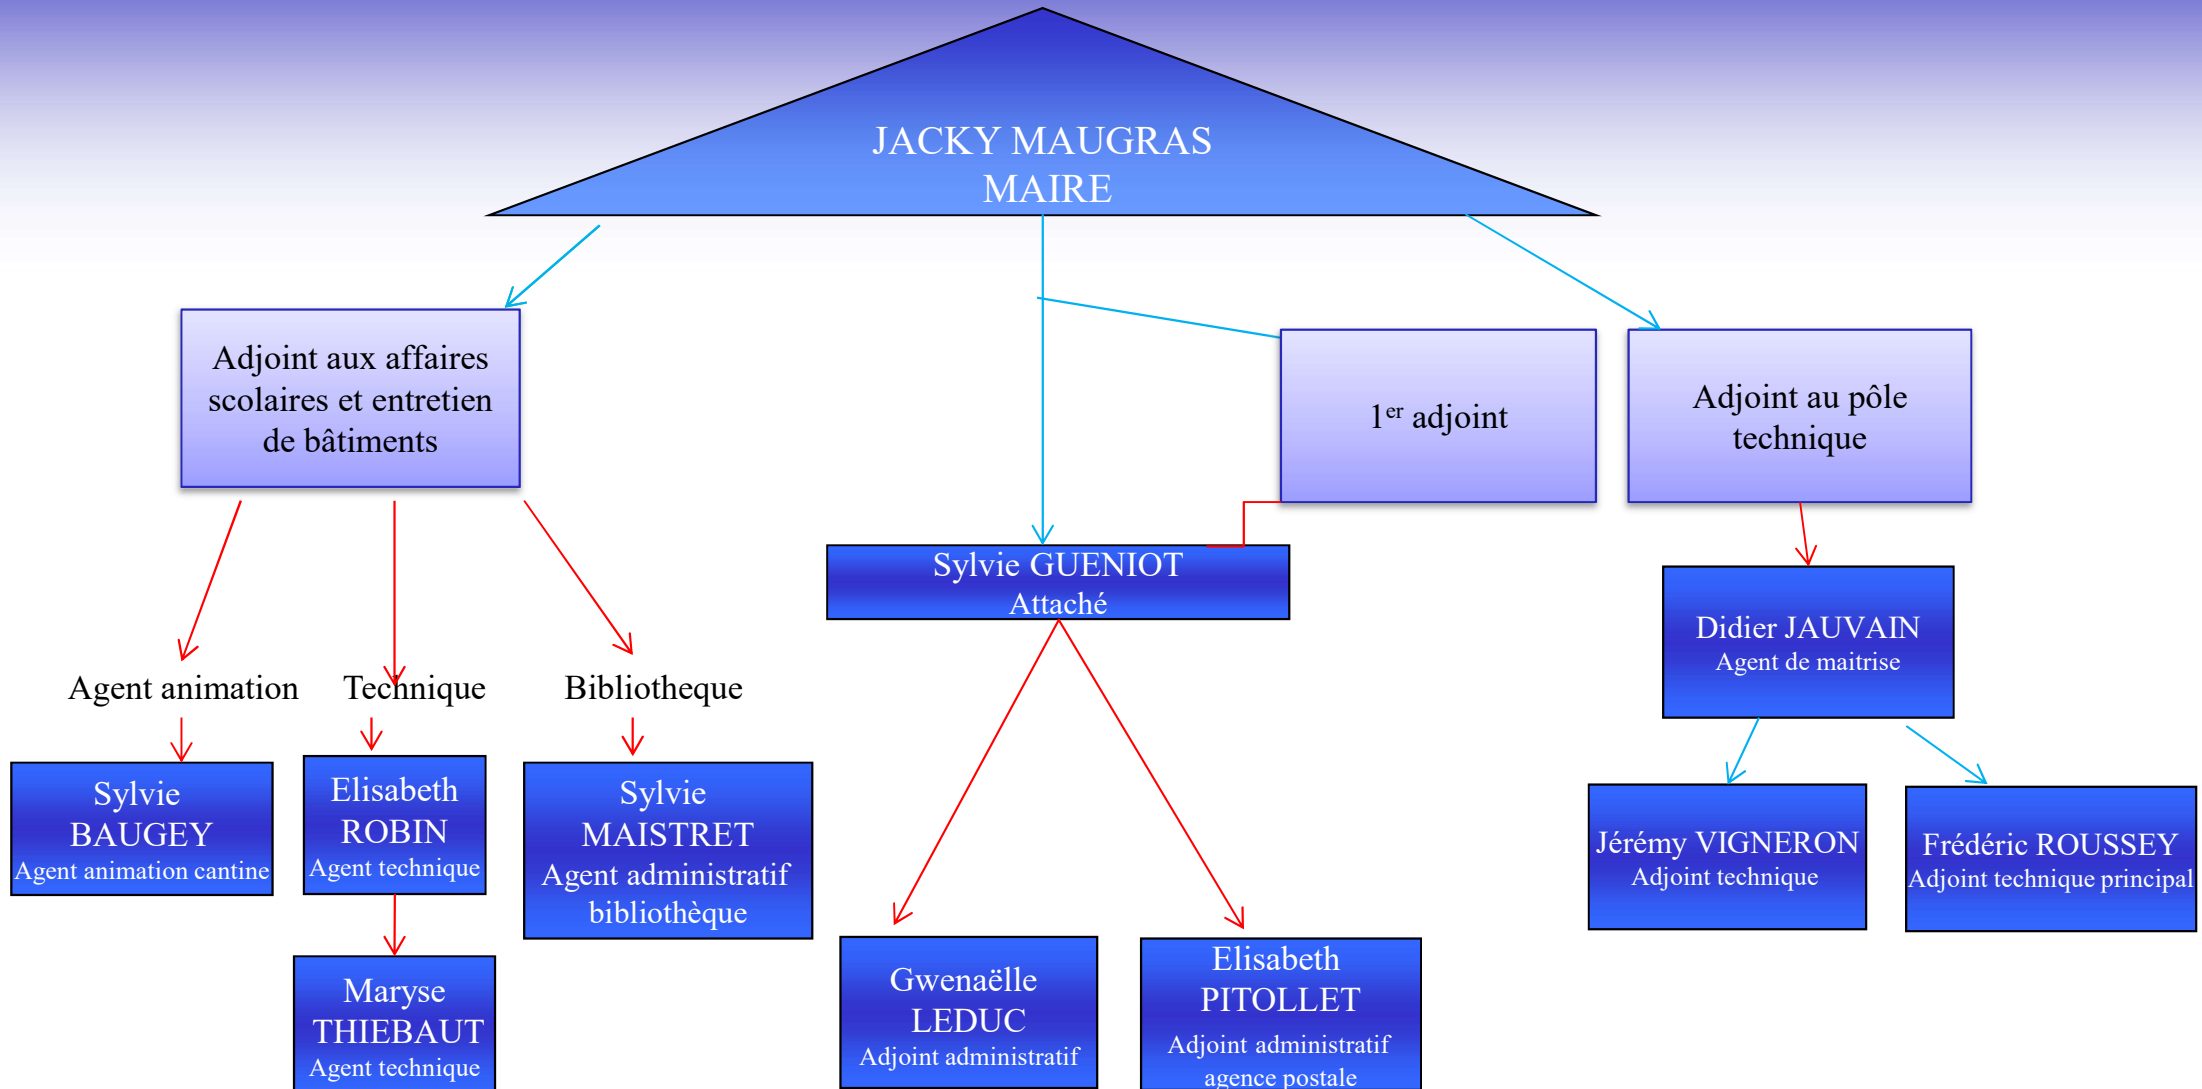 JACKY MAUGRAS
MAIRE
Adjoint aux affaires
scolaires et entretien
de bâtiments
1er adjoint
Adjoint au pôle
technique
Sylvie GUENIOT
Attaché
Didier JAUVAIN
Agent de maitrise
Agent animation
Technique
Bibliotheque
Sylvie
BAUGEY
Agent animation cantine
Elisabeth
ROBIN
Agent technique
Sylvie
MAISTRET
Agent administratif
bibliothèque
Jérémy VIGNERON
Adjoint technique
Frédéric ROUSSEY
Adjoint technique principal
Maryse
THIEBAUT
Agent technique
Gwenaëlle
LEDUC
Adjoint administratif
Elisabeth
PITOLLET
Adjoint administratif
agence postale